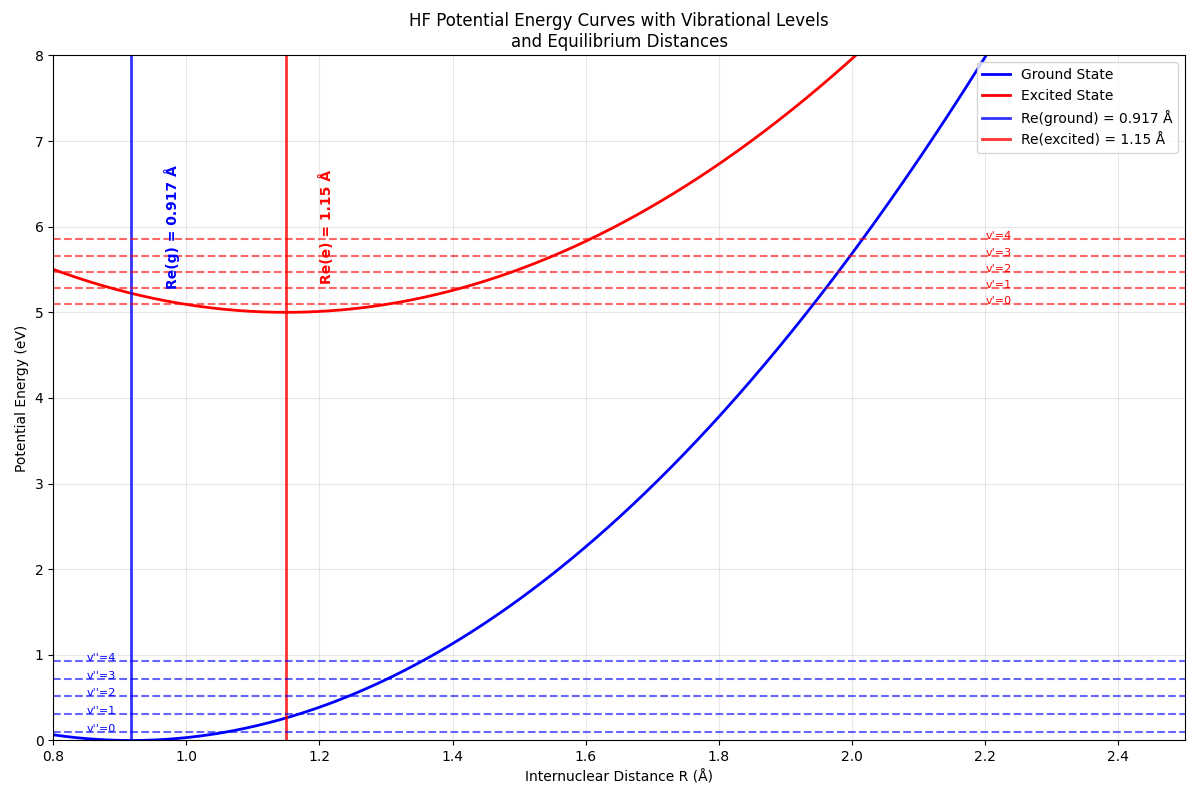 HF Potential Energy Curves with Vibrational Levels
and Equilibrium Distances
Potential Energy (eV)
8
7
6
5
4
3
2
1
0
Ground State
Excited State
Re(ground) = 0.917 Å
Re(excited) = 1.15 Å
Re(g) = 0.917 Å
Re(e) = 1.15 Å
v'=4
v'=3
v'=2
v'=1
v'=0
v''=4
v''=3
v''=2
v''=1
v''=0
0.8 1.0 1.2 1.4 1.6 1.8 2.0 2.2 2.4
Internuclear Distance R (Å)